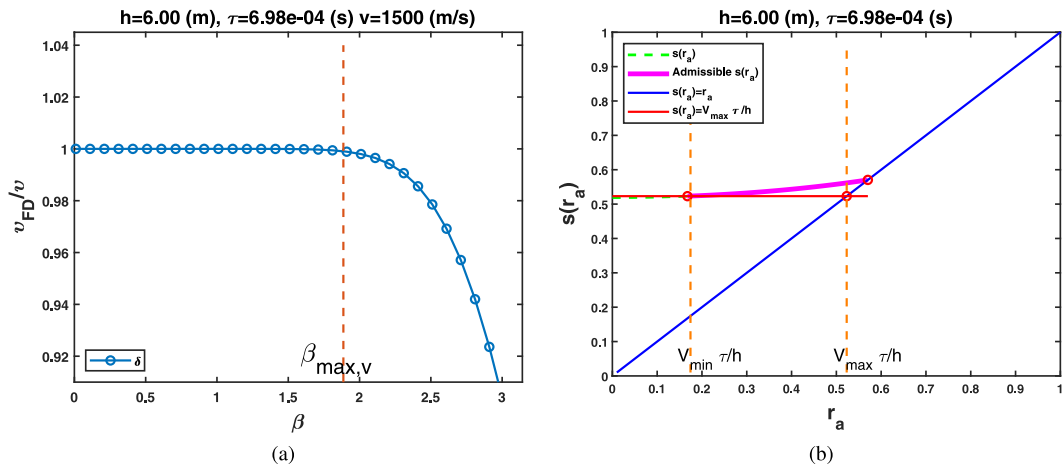 h=6.00 (m), τ=6.98e-04 (s) v=1500 (m/s)
1.04
1.02
1
0.98
0.96
0.94
0.92
v_FD/v
δ
β_max,v
0 0.5 1 1.5 2 2.5 3
β
(a)
h=6.00 (m), τ=6.98e-04 (s)
1
0.9
0.8
0.7
0.6
0.5
0.4
0.3
0.2
0.1
0
s(r_a)
s(r_a)
Admissible s(r_a)
s(r_a)=r_a
s(r_a)=V_max τ/h
V_min τ/h
V_max τ/h
0 0.1 0.2 0.3 0.4 0.5 0.6 0.7 0.8 0.9 1
r_a
(b)